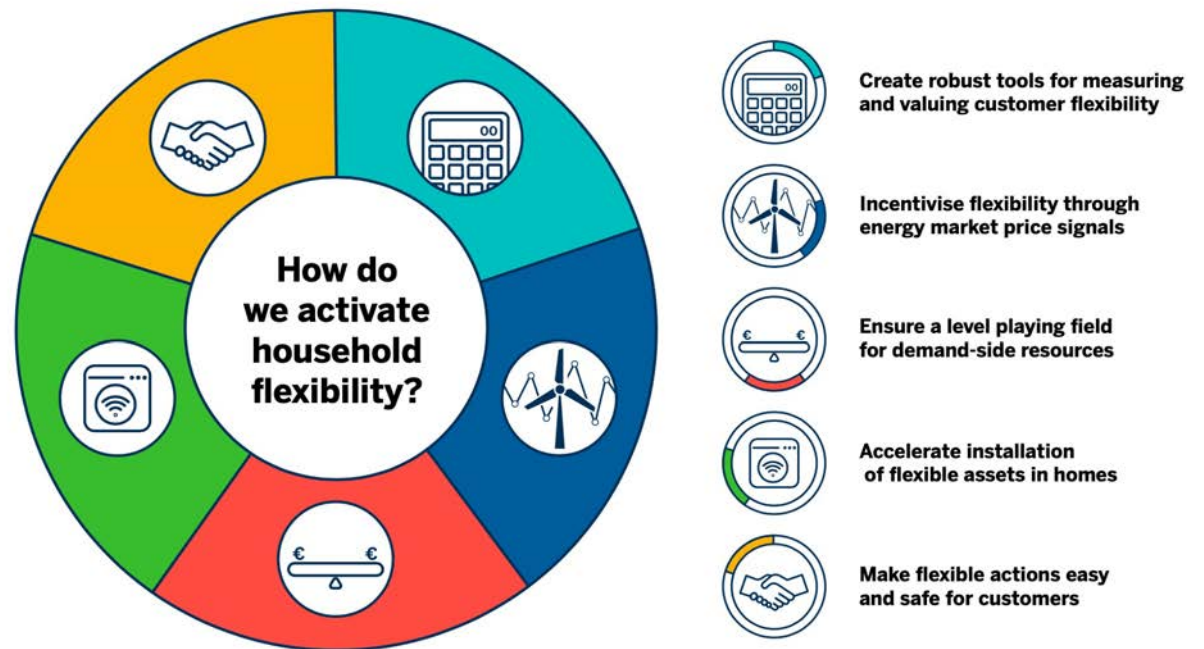 How do
we activate
household
flexibility?
00
€ €
Create robust tools for measuring
and valuing customer flexibility
00
Incentivise flexibility through
energy market price signals
Ensure a level playing field
for demand-side resources
€ €
Accelerate installation
of flexible assets in homes
Make flexible actions easy
and safe for customers